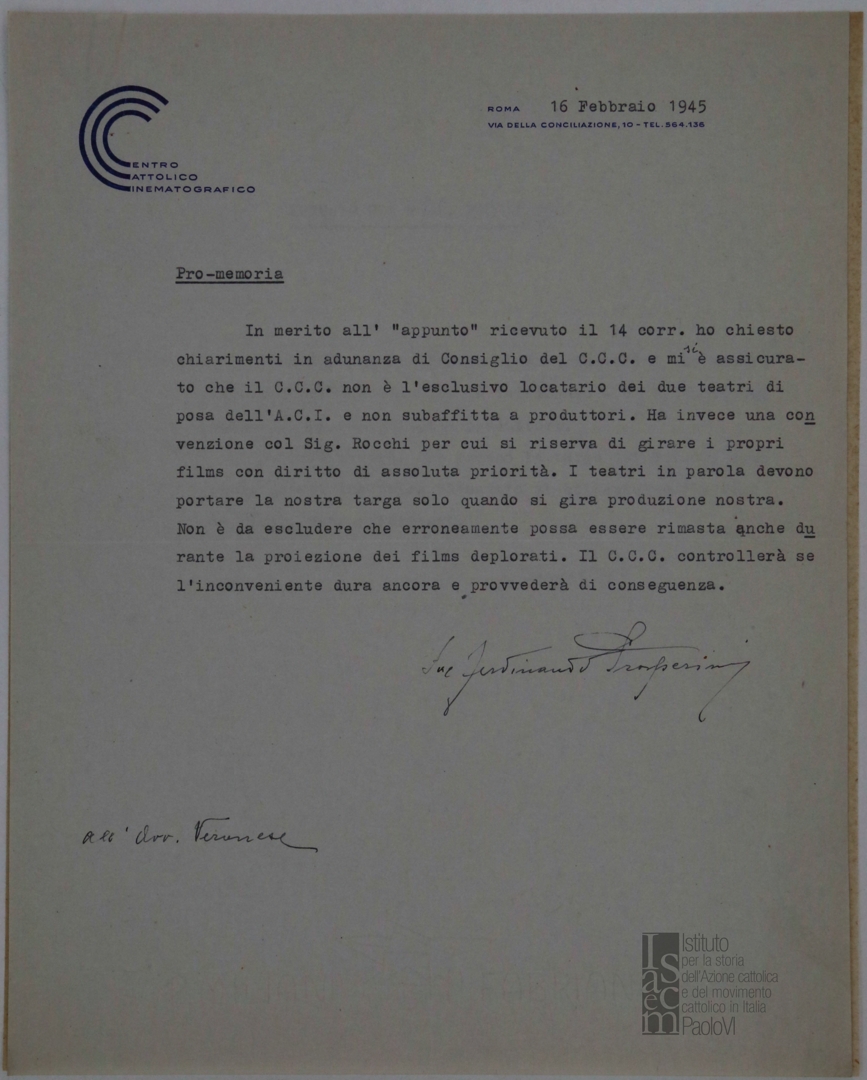 ROMA 16 Febbraio 1945
VIA DELLA CONCILIAZIONE, 10 - TEL. 564.136
CENTRO
CATTOLICO
CINEMATOGRAFICO
Pro-memoria
In merito all' "appunto" ricevuto il 14 corr. ho chiesto
chiarimenti in adunanza di Consiglio del C.C.C. e mi si è assicura-
to che il C.C.C. non è l'esclusivo locatario dei due teatri di
posa dell'A.C.I. e non subaffitta a produttori. Ha invece una con
venzione col Sig. Rocchi per cui si riserva di girare i propri
films con diritto di assoluta priorità. I teatri in parola devono
portare la nostra targa solo quando si gira produzione nostra.
Non è da escludere che erroneamente possa essere rimasta anche du
rante la proiezione dei films deplorati. Il C.C.C. controllerà se
l'inconveniente dura ancora e provvederà di conseguenza.
Ferdinando Prosperini
all' Avv. Veronese
Isacem
Istituto
per la storia
dell'Azione cattolica
e del movimento
cattolico in Italia
PaoloVI